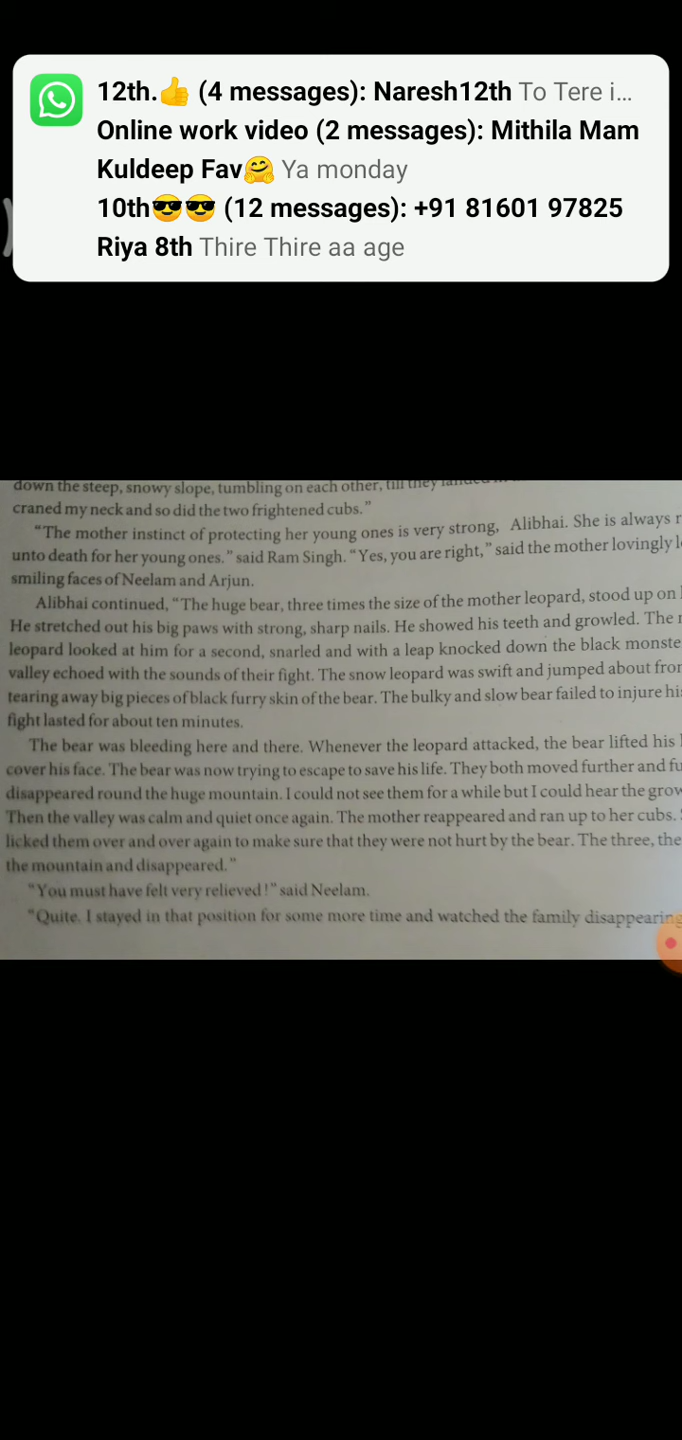 12th.👍 (4 messages): Naresh12th To Tere i...
Online work video (2 messages): Mithila Mam
Kuldeep Fav🤗 Ya monday
10th😎😎 (12 messages): +91 81601 97825
Riya 8th Thire Thire aa age
down the steep, snowy slope, tumbling on each other, till they landed
craned my neck and so did the two frightened cubs.”
“The mother instinct of protecting her young ones is very strong, Alibhai. She is always
unto death for her young ones.” said Ram Singh. “Yes, you are right,” said the mother lovingly
smiling faces of Neelam and Arjun.
Alibhai continued, “The huge bear, three times the size of the mother leopard, stood up on
He stretched out his big paws with strong, sharp nails. He showed his teeth and growled. The
leopard looked at him for a second, snarled and with a leap knocked down the black monste
valley echoed with the sounds of their fight. The snow leopard was swift and jumped about fron
tearing away big pieces of black furry skin of the bear. The bulky and slow bear failed to injure hi
fight lasted for about ten minutes.
The bear was bleeding here and there. Whenever the leopard attacked, the bear lifted his
cover his face. The bear was now trying to escape to save his life. They both moved further and fu
disappeared round the huge mountain. I could not see them for a while but I could hear the grow
Then the valley was calm and quiet once again. The mother reappeared and ran up to her cubs.
licked them over and over again to make sure that they were not hurt by the bear. The three, the
the mountain and disappeared.”
“You must have felt very relieved !” said Neelam.
“Quite. I stayed in that position for some more time and watched the family disappearing